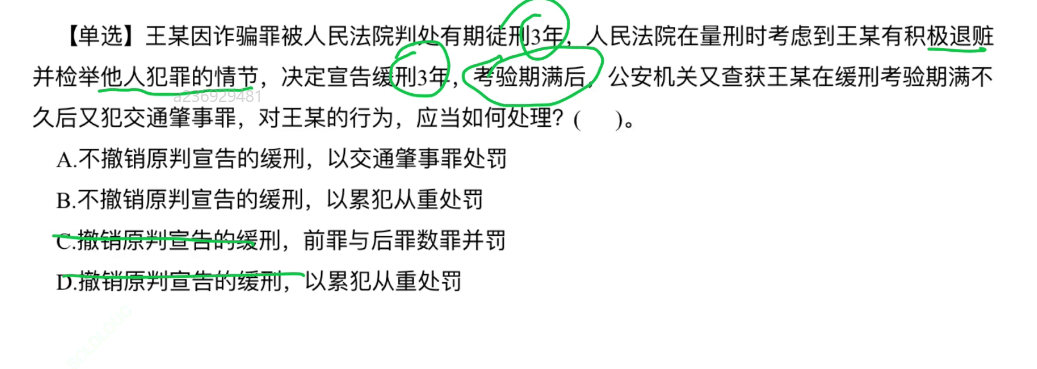 【单选】王某因诈骗罪被人民法院判处有期徒刑3年，人民法院在量刑时考虑到王某有积极退赃
并检举他人犯罪的情节，决定宣告缓刑3年，考验期满后，公安机关又查获王某在缓刑考验期满不
a236929481
久后又犯交通肇事罪，对王某的行为，应当如何处理？(    )。
A.不撤销原判宣告的缓刑，以交通肇事罪处罚
B.不撤销原判宣告的缓刑，以累犯从重处罚
C.撤销原判宣告的缓刑，前罪与后罪数罪并罚
D.撤销原判宣告的缓刑，以累犯从重处罚